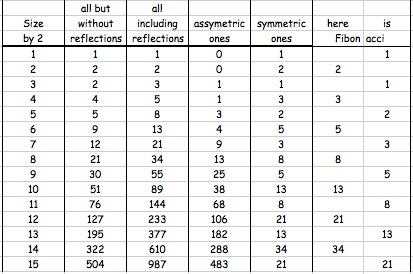 all but all
Size without including assymetric symmetric here is
by 2 reflections reflections ones ones Fibon acci
1 1 1 0 1 1
2 2 2 0 2 2
3 2 3 1 1 1
4 4 5 1 3 3
5 5 8 3 2 2
6 9 13 4 5 5
7 12 21 9 3 3
8 21 34 13 8 8
9 30 55 25 5 5
10 51 89 38 13 13
11 76 144 68 8 8
12 127 233 106 21 21
13 195 377 182 13 13
14 322 610 288 34 34
15 504 987 483 21 21